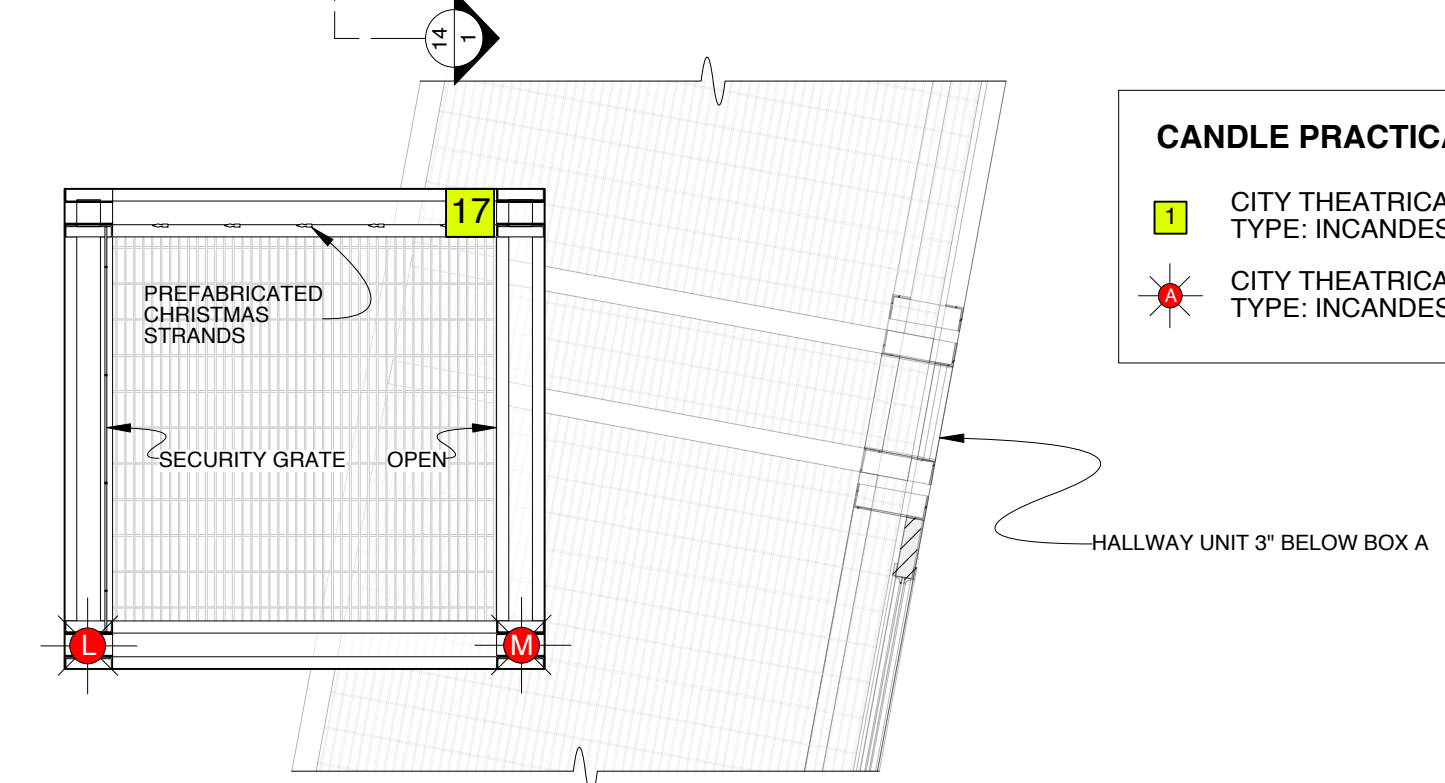 14
1
CANDLE PRACTICA
1
CITY THEATRICA
TYPE: INCANDES
A
CITY THEATRICA
TYPE: INCANDES
17
PREFABRICATED
CHRISTMAS
STRANDS
SECURITY GRATE
OPEN
HALLWAY UNIT 3" BELOW BOX A
L
M